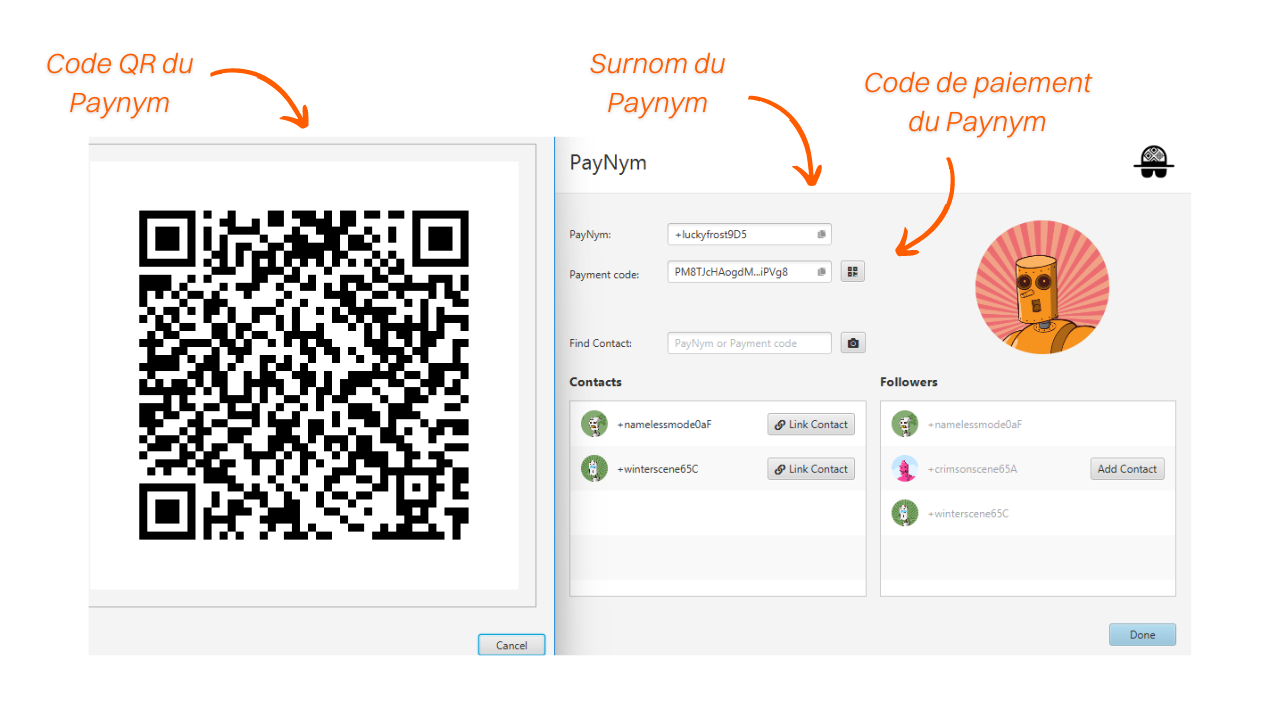 Code QR du
Paynym
Surnom du
Paynym
Code de paiement
du Paynym
PayNym
PayNym:
+luckyfrost9D5
Payment code:
PM8TJcHAogdM...iPVg8
Find Contact:
PayNym or Payment code
Contacts
+namelessmode0aF
Link Contact
+winterscene65C
Link Contact
Followers
+namelessmode0aF
+crimsonscene65A
Add Contact
+winterscene65C
Cancel
Done